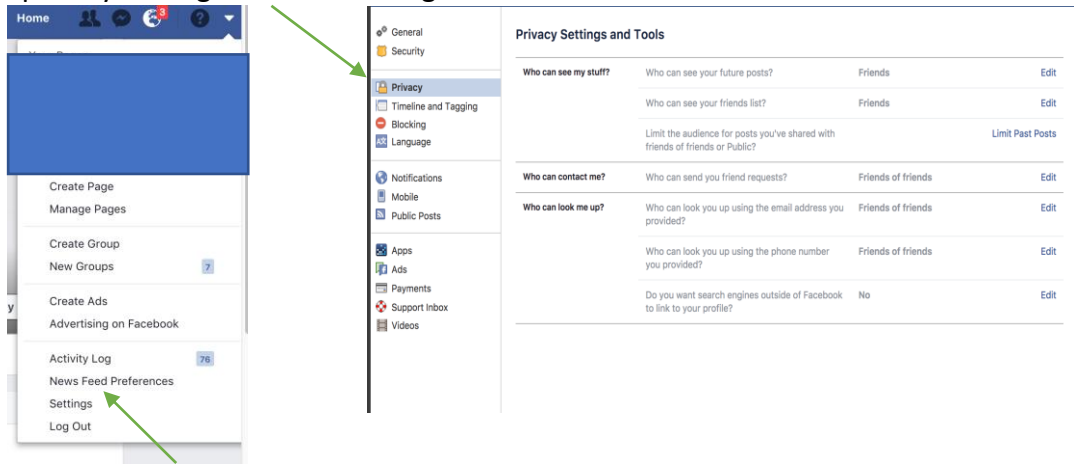 Home
3
Create Page
Manage Pages
Create Group
New Groups 7
Create Ads
Advertising on Facebook
y
Activity Log 76
News Feed Preferences
Settings
Log Out
General
Security
Privacy
Timeline and Tagging
Blocking
Language
Notifications
Mobile
Public Posts
Apps
Ads
Payments
Support Inbox
Videos
Privacy Settings and Tools
Who can see my stuff? Who can see your future posts? Friends Edit
Who can see your friends list? Friends Edit
Limit the audience for posts you've shared with Limit Past Posts
friends of friends or Public?
Who can contact me? Who can send you friend requests? Friends of friends Edit
Who can look me up? Who can look you up using the email address you Friends of friends Edit
provided?
Who can look you up using the phone number Friends of friends Edit
you provided?
Do you want search engines outside of Facebook No Edit
to link to your profile?